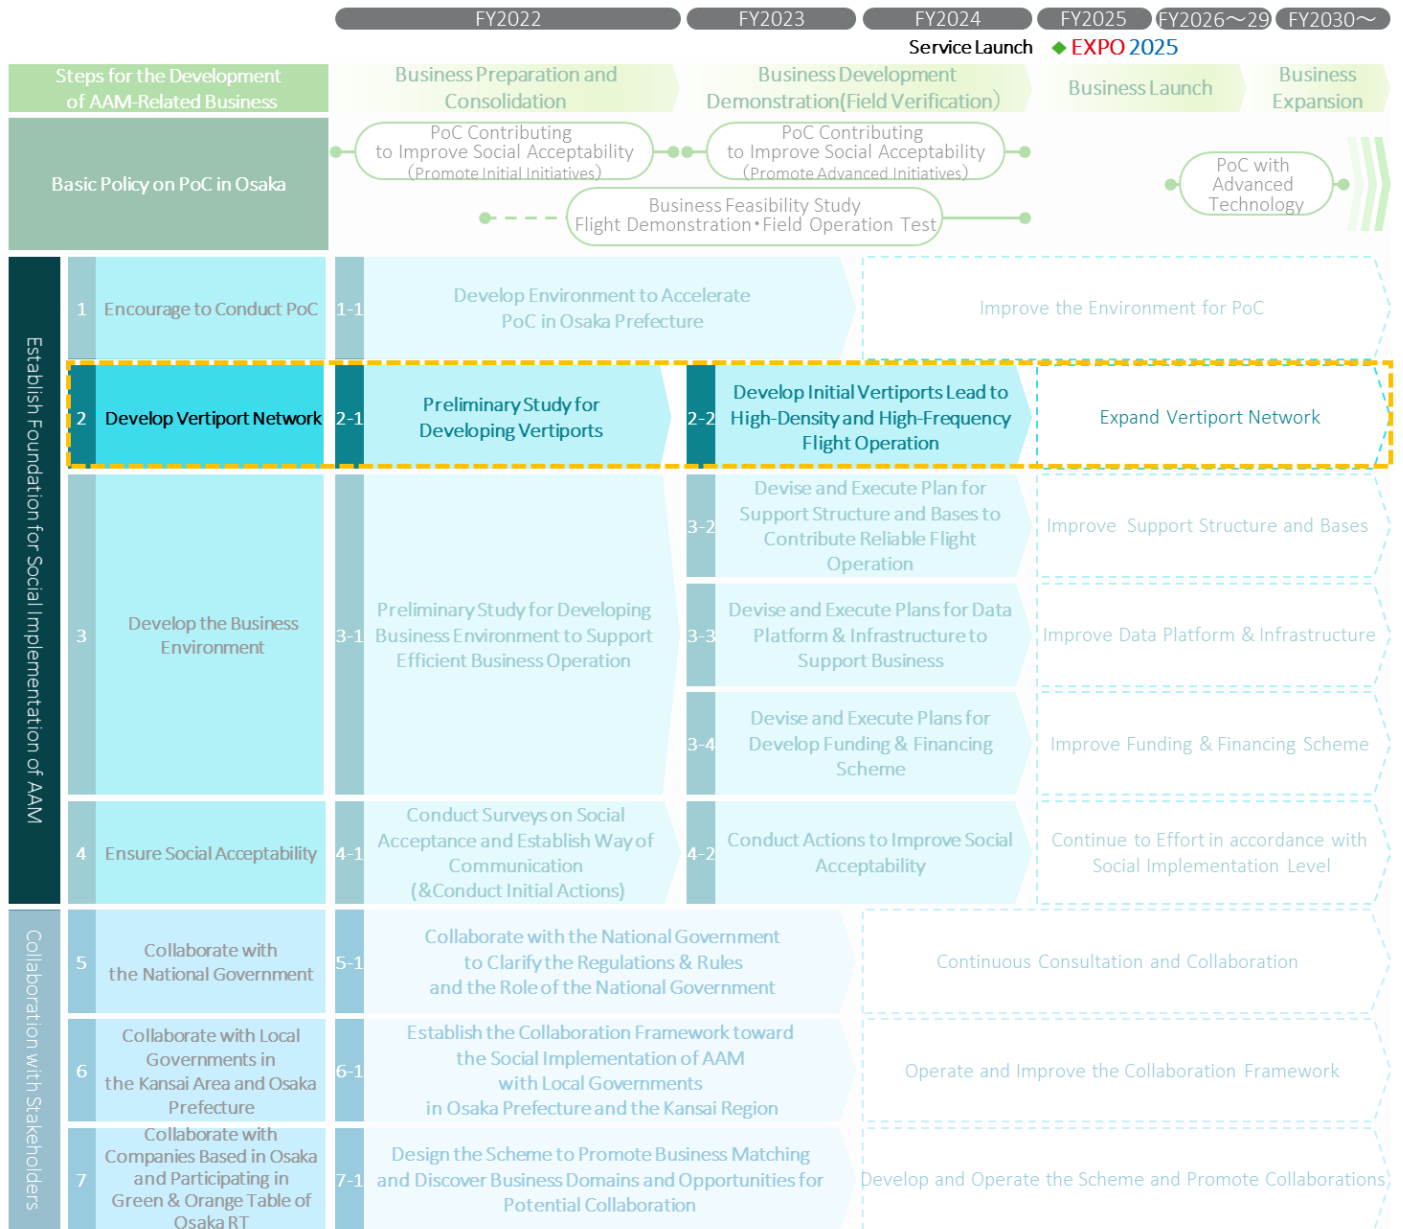 FY2022
FY2023
FY2024
FY2025
FY2026～29
FY2030～
Service Launch
EXPO 2025
Steps for the Development
of AAM-Related Business
Business Preparation and
Consolidation
Business Development
Demonstration(Field Verification）
Business Launch
Business
Expansion
Basic Policy on PoC in Osaka
PoC Contributing
to Improve Social Acceptability
（Promote Initial Initiatives）
PoC Contributing
to Improve Social Acceptability
（Promote Advanced Initiatives）
Business Feasibility Study
Flight Demonstration・Field Operation Test
PoC with
Advanced
Technology
Establish Foundation for Social Implementation of AAM
1
Encourage to Conduct PoC
1-1
Develop Environment to Accelerate
PoC in Osaka Prefecture
Improve the Environment for PoC
2
Develop Vertiport Network
2-1
Preliminary Study for
Developing Vertiports
2-2
Develop Initial Vertiports Lead to
High-Density and High-Frequency
Flight Operation
Expand Vertiport Network
3
Develop the Business
Environment
3-1
Preliminary Study for Developing
Business Environment to Support
Efficient Business Operation
3-2
Devise and Execute Plan for
Support Structure and Bases to
Contribute Reliable Flight
Operation
Improve Support Structure and Bases
3-3
Devise and Execute Plans for Data
Platform & Infrastructure to
Support Business
Improve Data Platform & Infrastructure
3-4
Devise and Execute Plans for
Develop Funding & Financing
Scheme
Improve Funding & Financing Scheme
4
Ensure Social Acceptability
4-1
Conduct Surveys on Social
Acceptance and Establish Way of
Communication
(&Conduct Initial Actions)
4-2
Conduct Actions to Improve Social
Acceptability
Continue to Effort in accordance with
Social Implementation Level
Collaboration with Stakeholders
5
Collaborate with
the National Government
5-1
Collaborate with the National Government
to Clarify the Regulations & Rules
and the Role of the National Government
Continuous Consultation and Collaboration
6
Collaborate with Local
Governments in
the Kansai Area and Osaka
Prefecture
6-1
Establish the Collaboration Framework toward
the Social Implementation of AAM
with Local Governments
in Osaka Prefecture and the Kansai Region
Operate and Improve the Collaboration Framework
7
Collaborate with
Companies Based in Osaka
and Participating in
Green & Orange Table of
Osaka RT
7-1
Design the Scheme to Promote Business Matching
and Discover Business Domains and Opportunities for
Potential Collaboration
Develop and Operate the Scheme and Promote Collaborations